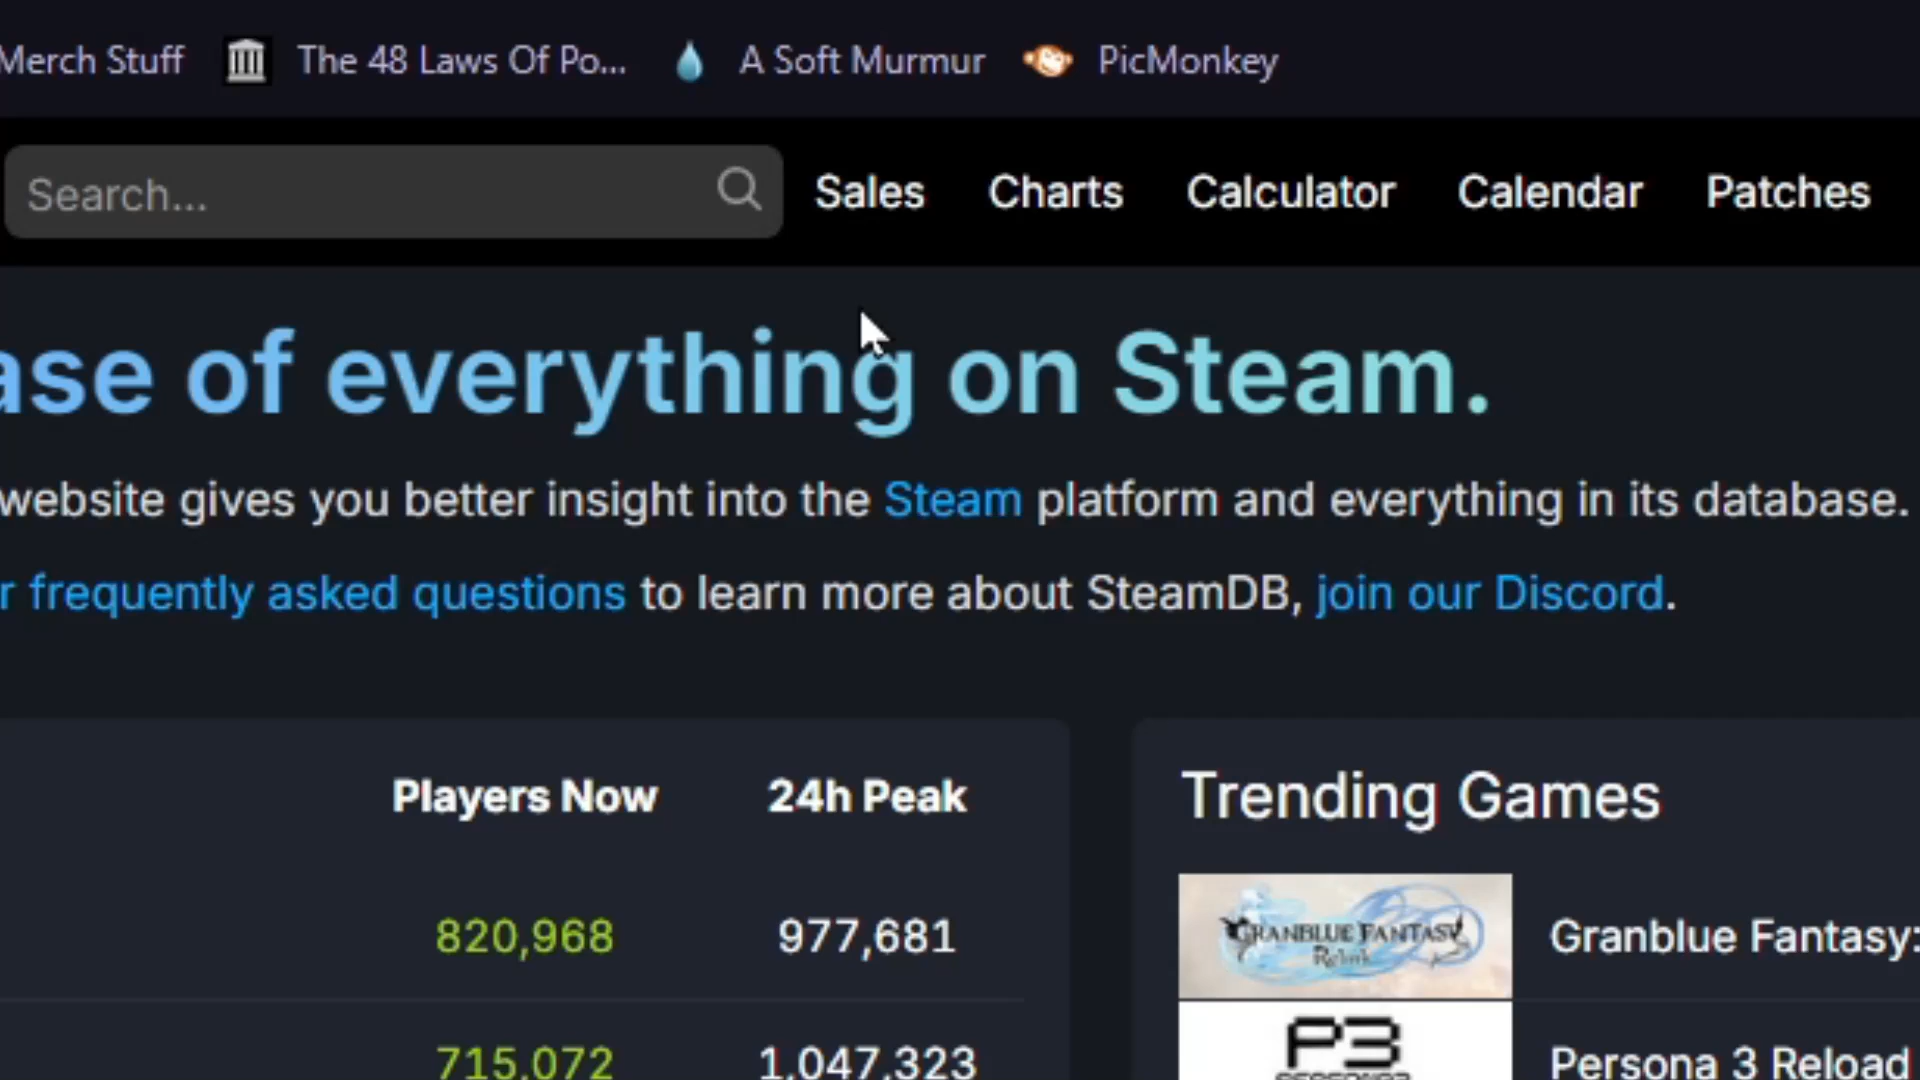 Merch Stuff The 48 Laws Of Po... A Soft Murmur PicMonkey
Search... Sales Charts Calculator Calendar Patches
ase of everything on Steam.
website gives you better insight into the Steam platform and everything in its database.
r frequently asked questions to learn more about SteamDB, join our Discord.
Players Now 24h Peak
Trending Games
820,968 977,681
GRANBLUE FANTASY
Relink
Granblue Fantasy:
715,072 1,047,323
P3
Persona 3 Reload